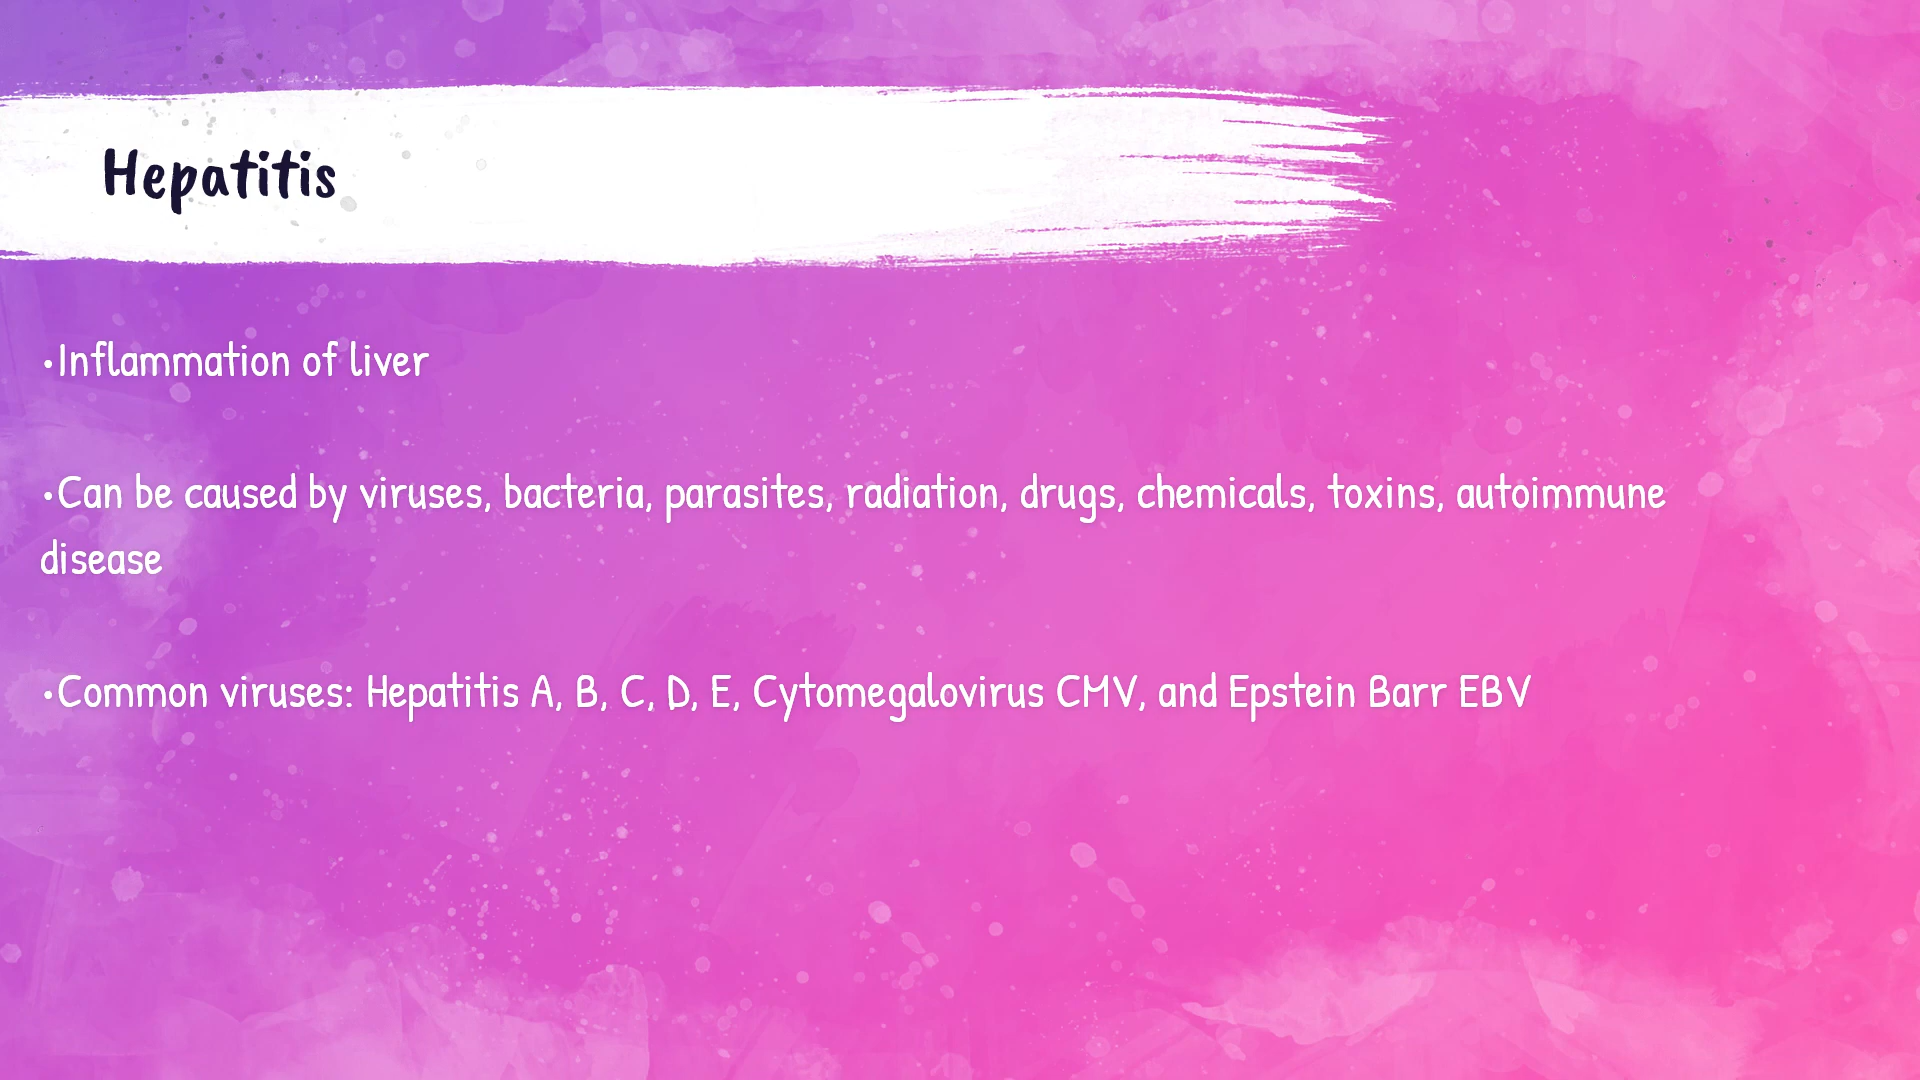 Hepatitis
•Inflammation of liver
•Can be caused by viruses, bacteria, parasites, radiation, drugs, chemicals, toxins, autoimmune
disease
•Common viruses: Hepatitis A, B, C, D, E, Cytomegalovirus CMV, and Epstein Barr EBV